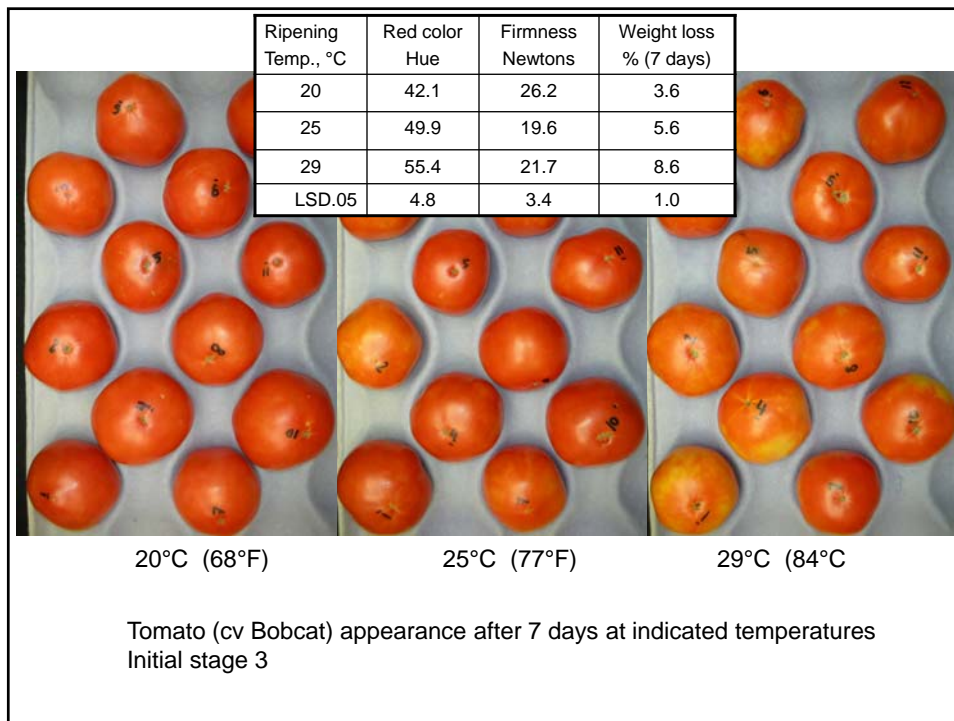 Ripening Temp., °C Red color Hue Firmness Newtons Weight loss % (7 days)
20 42.1 26.2 3.6
25 49.9 19.6 5.6
29 55.4 21.7 8.6
LSD.05 4.8 3.4 1.0
20°C (68°F) 25°C (77°F) 29°C (84°C
Tomato (cv Bobcat) appearance after 7 days at indicated temperatures
Initial stage 3